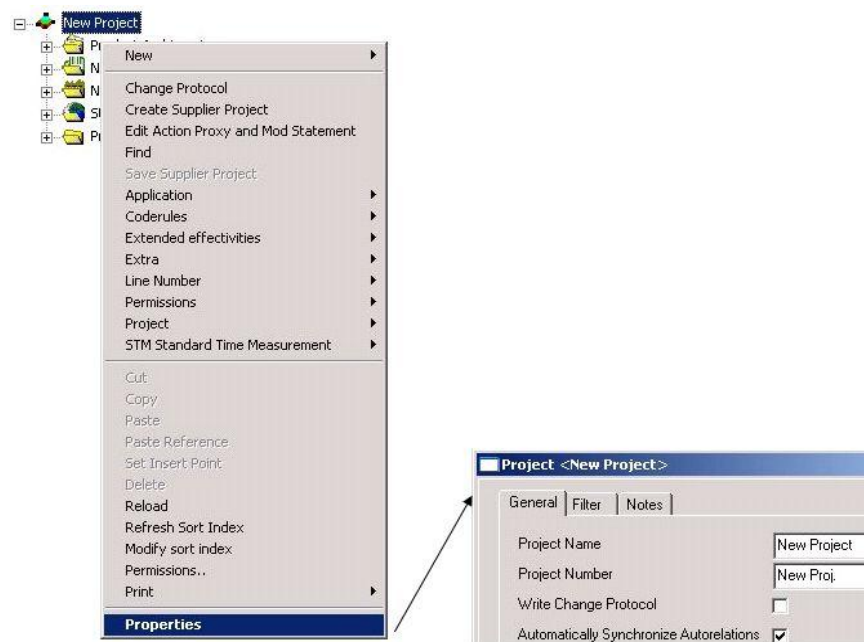 New Project
New
Change Protocol
Create Supplier Project
Edit Action Proxy and Mod Statement
Find
Save Supplier Project
Application
Coderules
Extended effectivities
Extra
Line Number
Permissions
Project
STM Standard Time Measurement
Cut
Copy
Paste
Paste Reference
Set Insert Point
Delete
Reload
Refresh Sort Index
Modify sort index
Permissions..
Print
Properties
Project <New Project>
General Filter Notes
Project Name New Project
Project Number New Proj.
Write Change Protocol
Automatically Synchronize Autorelations